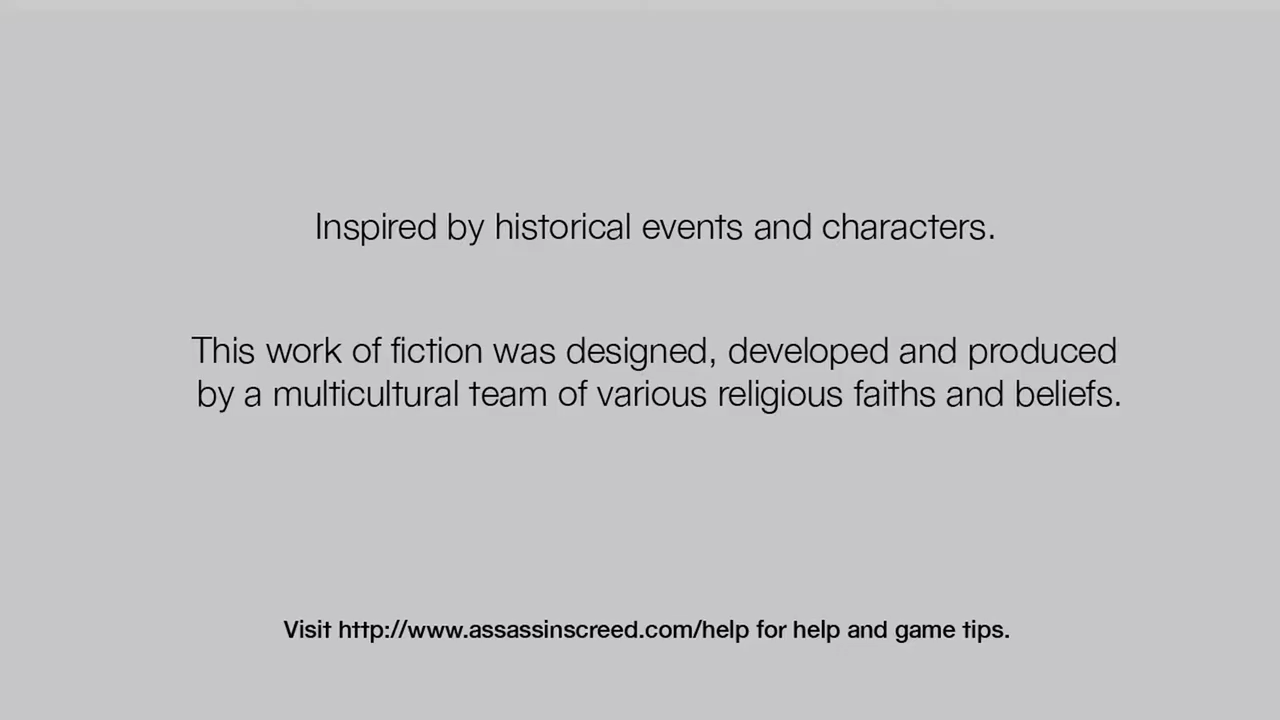 Inspired by historical events and characters.
This work of fiction was designed, developed and produced
by a multicultural team of various religious faiths and beliefs.
Visit http://www.assassinscreed.com/help for help and game tips.